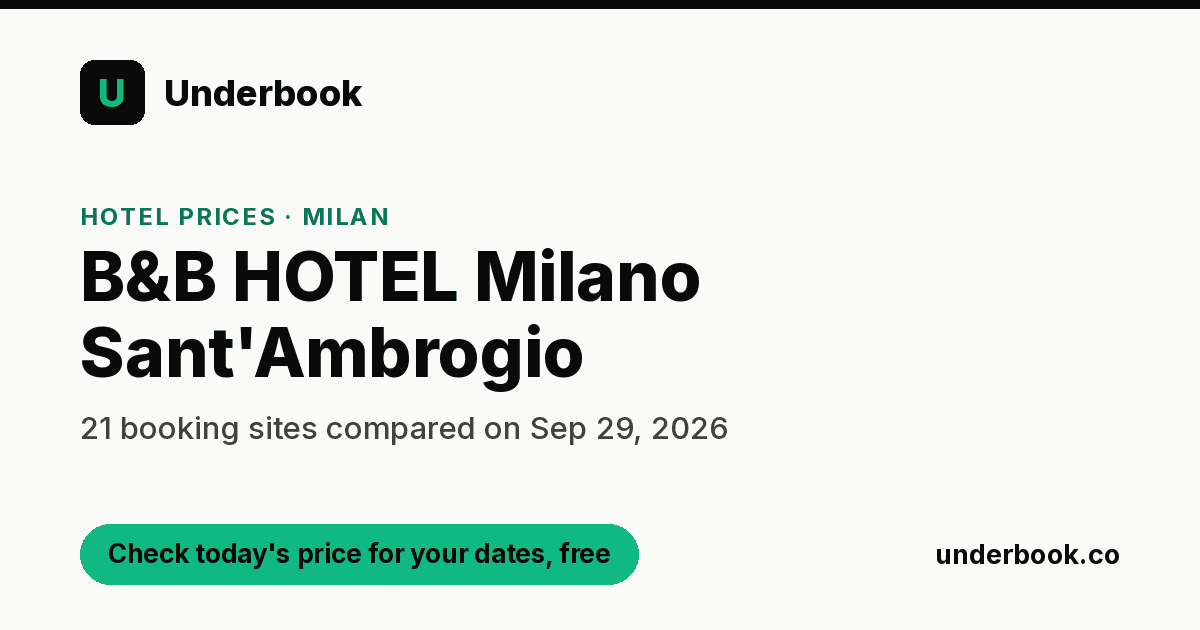 U Underbook
HOTEL PRICES · MILAN
B&B HOTEL Milano
Sant'Ambrogio
21 booking sites compared on Sep 29, 2026
Check today's price for your dates, free
underbook.co